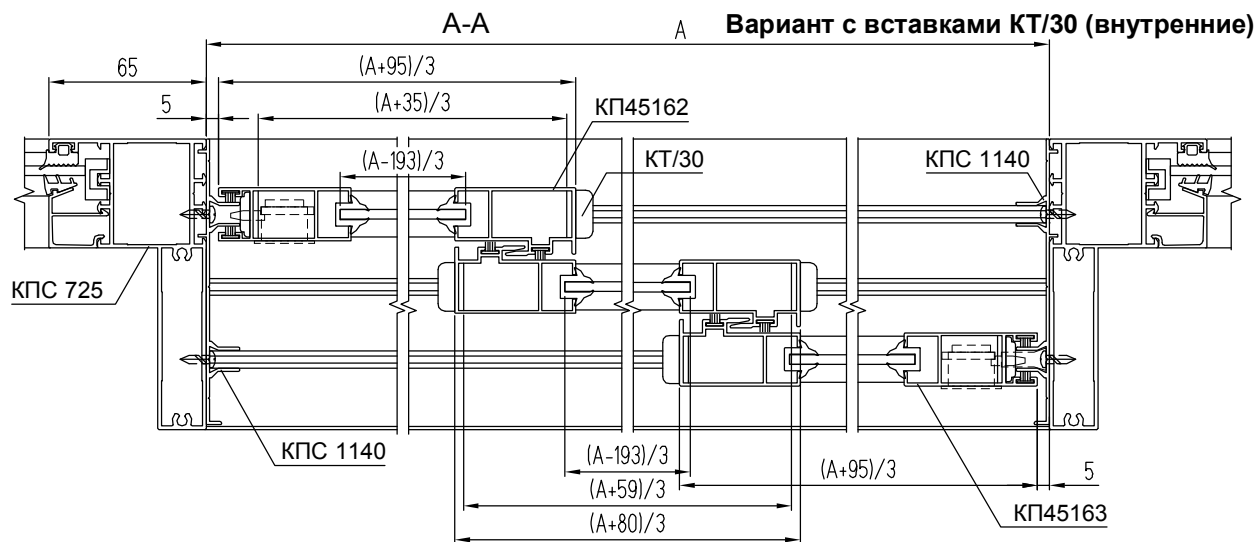 А-А
А
Вариант с вставками КТ/30 (внутренние)
65
(А+95)/3
5
(А+35)/3
КП45162
(А-193)/3
КТ/30
КПС 1140
КПС 725
КПС 1140
(А-193)/3
(А+95)/3
5
(А+59)/3
КП45163
(А+80)/3